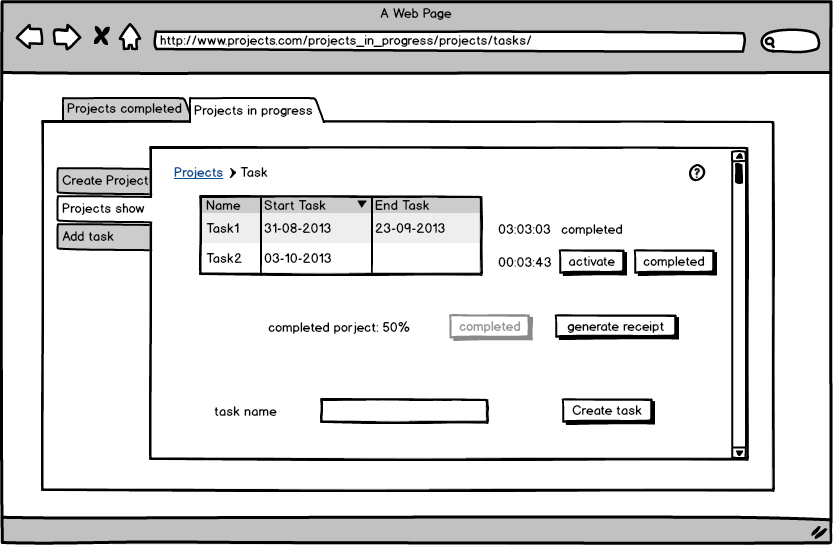 A Web Page
http://www.projects.com/projects_in_progress/projects/tasks/
Projects completed
Projects in progress
Create Project
Projects show
Add task
Projects > Task
?
Name Start Task End Task
Task1 31-08-2013 23-09-2013 03:03:03 completed
Task2 03-10-2013 00:03:43 activate completed
completed porject: 50% completed generate receipt
task name Create task